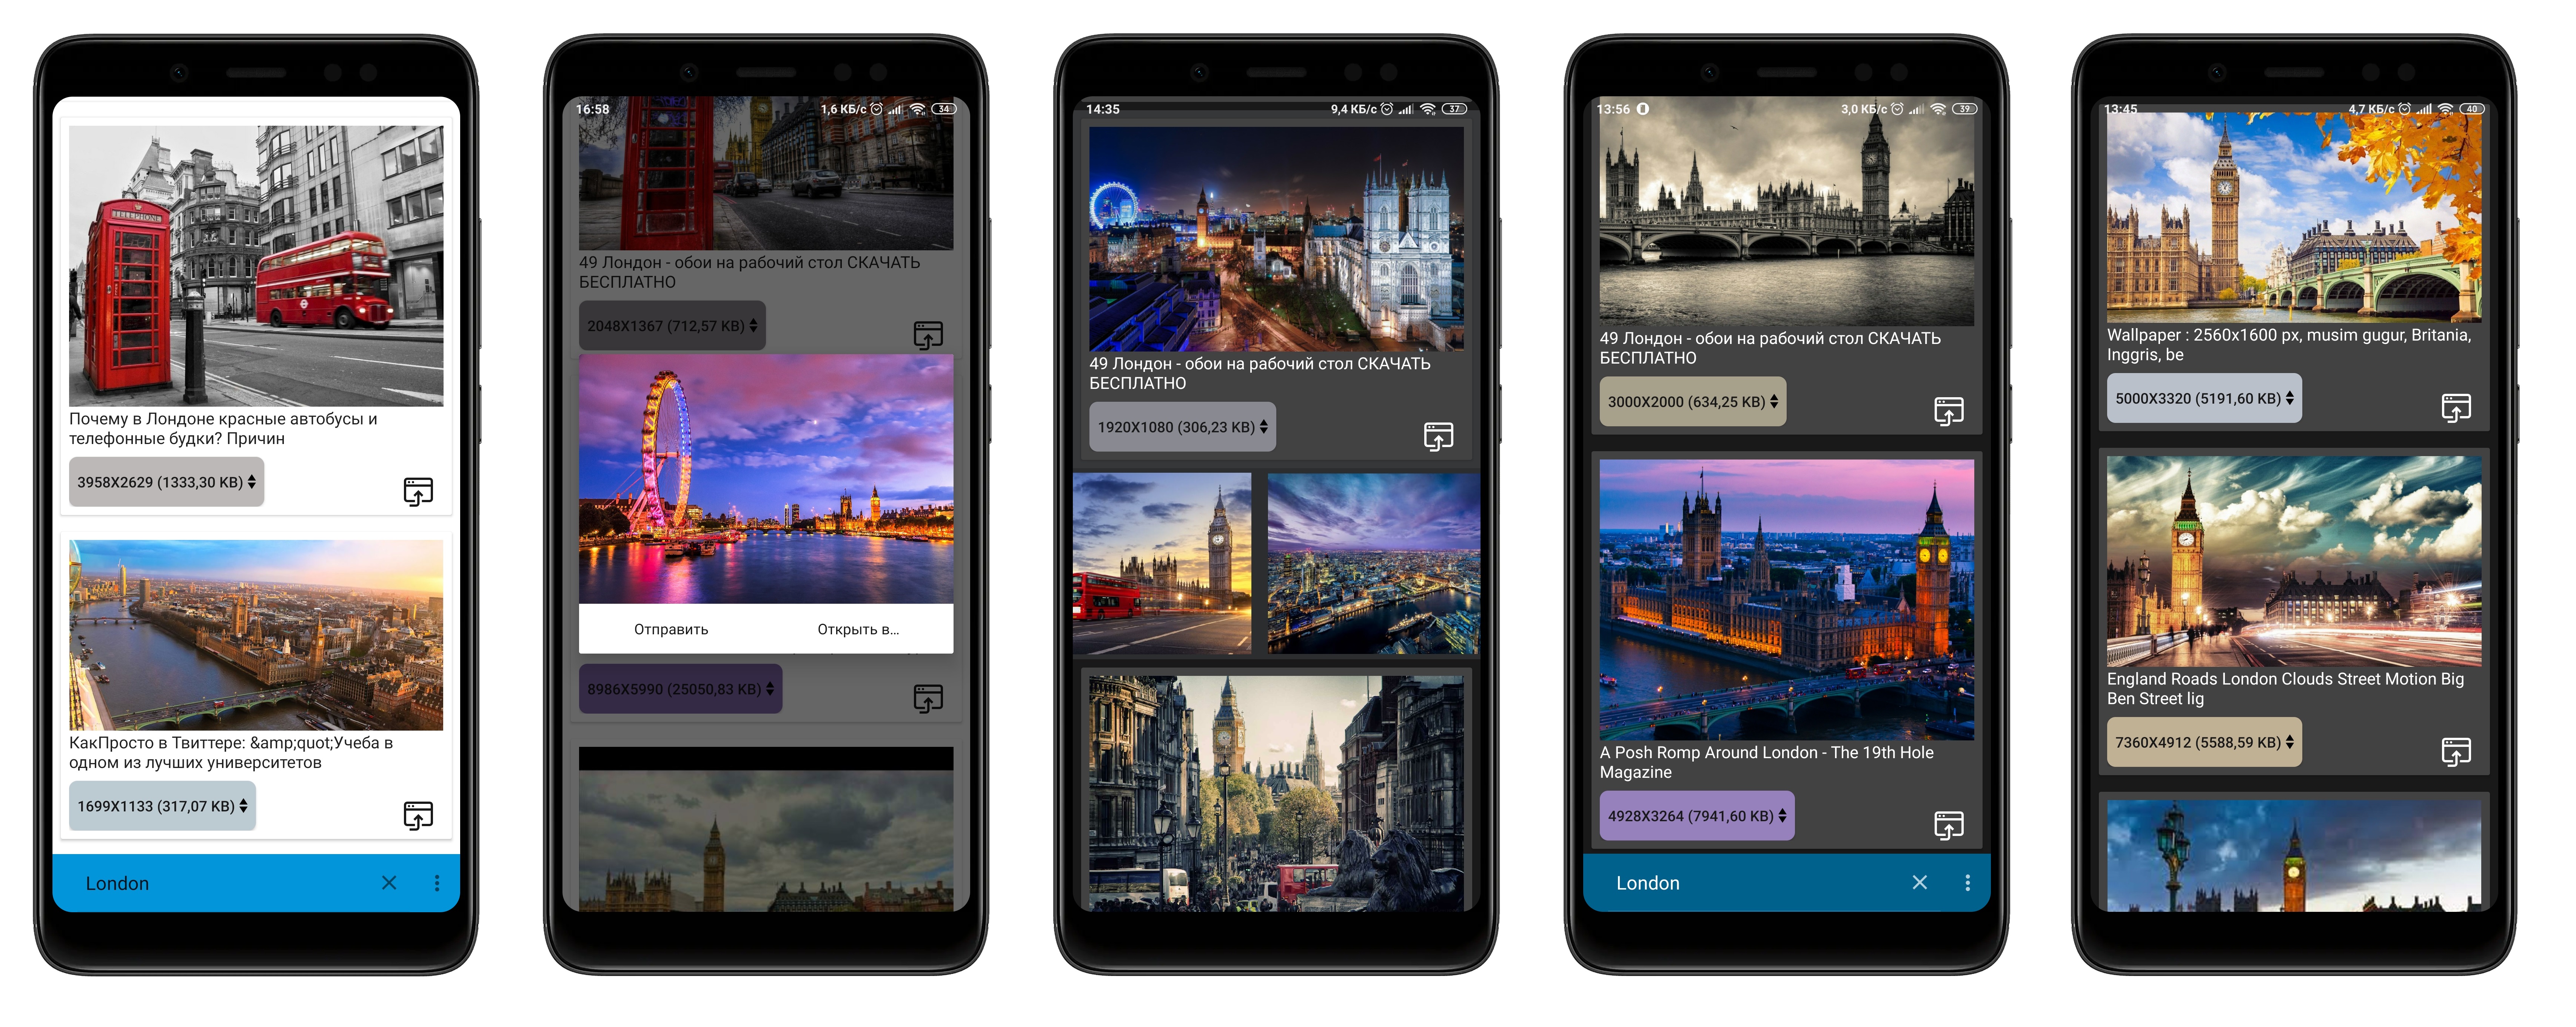 TELEPHONE
Почему в Лондоне красные автобусы и
телефонные будки? Причин
3958X2629 (1333,30 KB)
КакПросто в Твиттере: &amp;quot;Учеба в
одном из лучших университетов
1699X1133 (317,07 KB)
London
16:58
1,6 КБ/с
34
49 Лондон - обои на рабочий стол СКАЧАТЬ
БЕСПЛАТНО
2048X1367 (712,57 KB)
Отправить
Открыть в...
8986X5990 (25050,83 KB)
14:35
9,4 КБ/с
37
49 Лондон - обои на рабочий стол СКАЧАТЬ
БЕСПЛАТНО
1920X1080 (306,23 KB)
13:56
3,0 КБ/с
39
49 Лондон - обои на рабочий стол СКАЧАТЬ
БЕСПЛАТНО
3000X2000 (634,25 KB)
A Posh Romp Around London - The 19th Hole
Magazine
4928X3264 (7941,60 KB)
London
13:45
4,7 КБ/с
40
Wallpaper : 2560x1600 px, musim gugur, Britania,
Inggris, be
5000X3320 (5191,60 KB)
England Roads London Clouds Street Motion Big
Ben Street lig
7360X4912 (5588,59 KB)